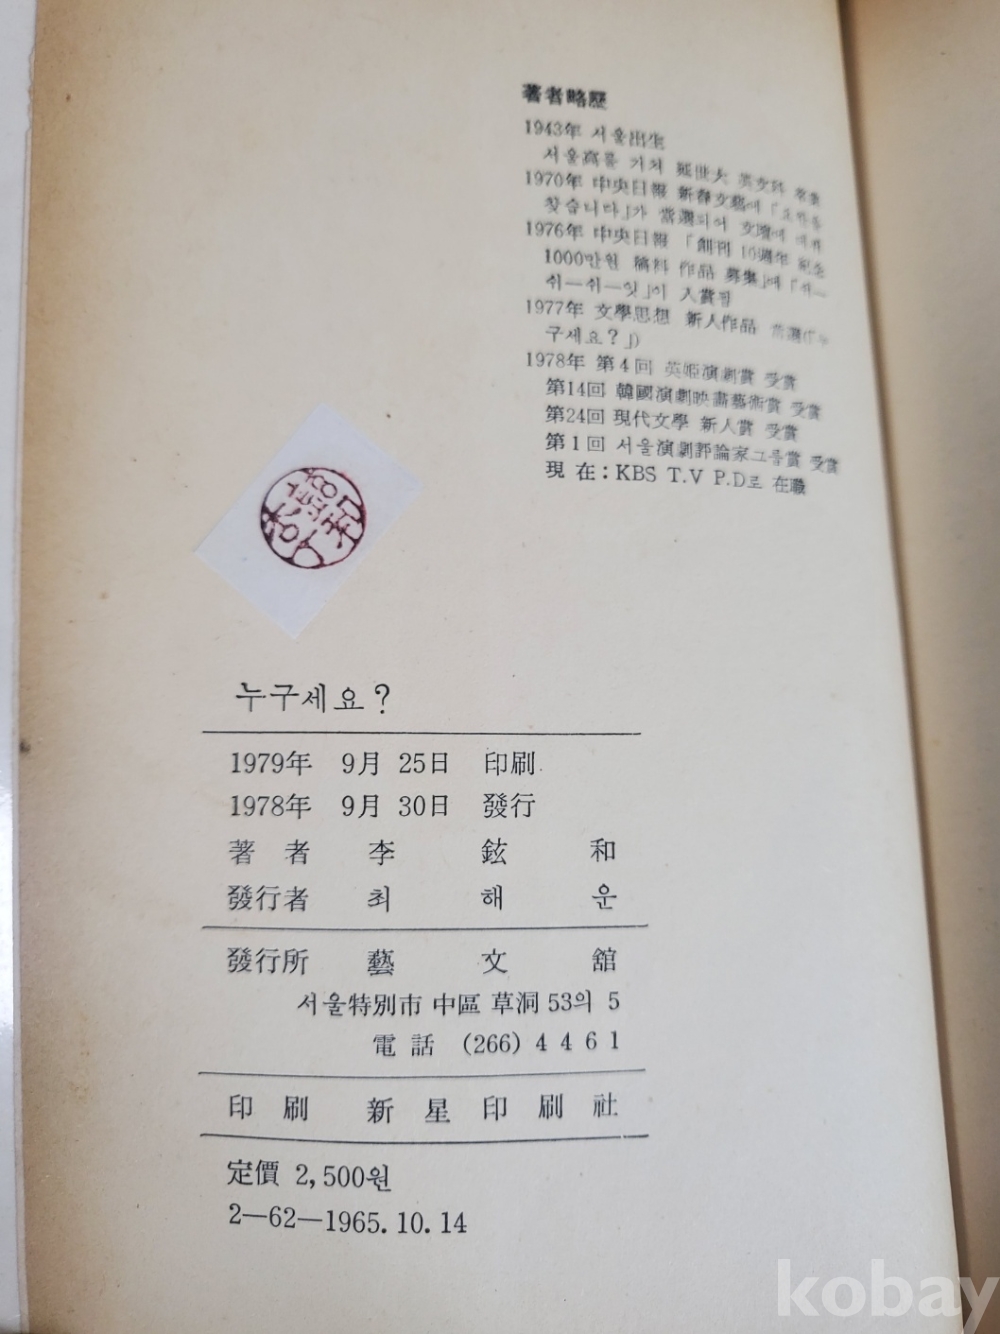 著者略歷
1943年 서울出生
서울高를 거쳐 延世大 英文科 卒業
1970年 中央日報 新春文藝에 「요한을
찾습니다」가 當選되어 文壇에 데뷔
1976年 中央日報 「創刊 10週年 紀念
1000만원 稿料 作品 募集」에 「쉬—
쉬—쉬—잇」이 入賞됨
1977年 文學思想 新人作品 當選(「누
구세요?」)
1978年 第4回 英姬演劇賞 受賞
第14回 韓國演劇映畵藝術賞 受賞
第24回 現代文學 新人賞 受賞
第1回 서울演劇評論家그룹賞 受賞
現在: KBS T.V P.D로 在職
누구세요?
1979年 9月 25日 印刷
1978年 9月 30日 發行
著者 李鉉和
發行者 최해운
發行所 藝文舘
서울特別市 中區 草洞 53의 5
電話 (266) 4461
印刷 新星印刷社
定價 2,500원
2—62—1965.10.14
kobay